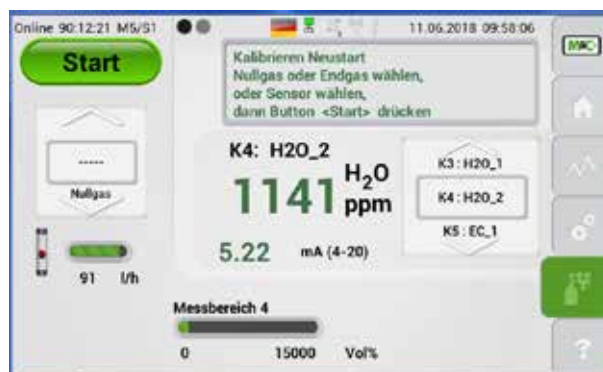 Online 90:12:21 M5/S1
11.06.2018 09:58:06
Start
Kalibrieren Neustart
Nullgas oder Endgas wählen,
oder Sensor wählen,
dann Button <Start> drücken
-----
Nullgas
91 l/h
K4: H2O_2
1141 H2O ppm
5.22 mA (4-20)
K3 : H2O_1
K4 : H2O_2
K5 : EC_1
Messbereich 4
0 15000 Vol%
?